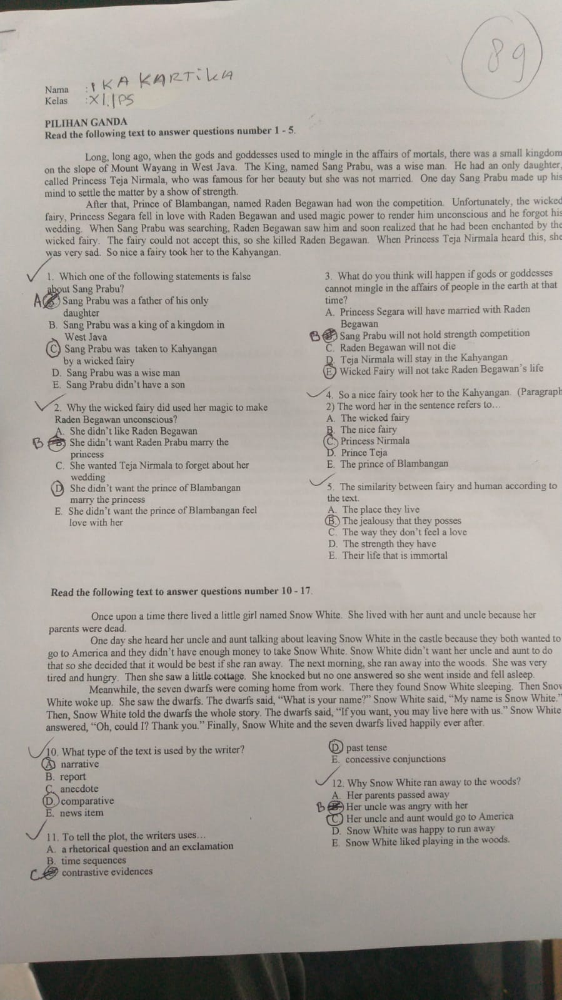 89
Nama : IKA KARTIKA
Kelas : XI.IPS
PILIHAN GANDA
Read the following text to answer questions number 1 - 5.
Long, long ago, when the gods and goddesses used to mingle in the affairs of mortals, there was a small kingdom
on the slope of Mount Wayang in West Java. The King, named Sang Prabu, was a wise man. He had an only daughter,
called Princess Teja Nirmala, who was famous for her beauty but she was not married. One day Sang Prabu made up his
mind to settle the matter by a show of strength.
After that, Prince of Blambangan, named Raden Begawan had won the competition. Unfortunately, the wicked
fairy, Princess Segara fell in love with Raden Begawan and used magic power to render him unconscious and he forgot his
wedding. When Sang Prabu was searching, Raden Begawan saw him and soon realized that he had been enchanted by the
wicked fairy. The fairy could not accept this, so she killed Raden Begawan. When Princess Teja Nirmala heard this, she
was very sad. So nice a fairy took her to the Kahyangan.
1. Which one of the following statements is false
about Sang Prabu?
A Sang Prabu was a father of his only
daughter
B. Sang Prabu was a king of a kingdom in
West Java
C. Sang Prabu was taken to Kahyangan
by a wicked fairy
D. Sang Prabu was a wise man
E. Sang Prabu didn't have a son
2. Why the wicked fairy did used her magic to make
Raden Begawan unconscious?
A. She didn't like Raden Begawan
B She didn't want Raden Prabu marry the
princess
C. She wanted Teja Nirmala to forget about her
wedding
D She didn't want the prince of Blambangan
marry the princess
E. She didn't want the prince of Blambangan feel
love with her
3. What do you think will happen if gods or goddesses
cannot mingle in the affairs of people in the earth at that
time?
A. Princess Segara will have married with Raden
Begawan
B Sang Prabu will not hold strength competition
C. Raden Begawan will not die
D. Teja Nirmala will stay in the Kahyangan
E. Wicked Fairy will not take Raden Begawan's life
4. So a nice fairy took her to the Kahyangan. (Paragraph
2) The word her in the sentence refers to...
A. The wicked fairy
B. The nice fairy
C. Princess Nirmala
D. Prince Teja
E. The prince of Blambangan
5. The similarity between fairy and human according to
the text.
A. The place they live
B. The jealousy that they posses
C. The way they don't feel a love
D. The strength they have
E. Their life that is immortal
Read the following text to answer questions number 10 - 17.
Once upon a time there lived a little girl named Snow White. She lived with her aunt and uncle because her
parents were dead.
One day she heard her uncle and aunt talking about leaving Snow White in the castle because they both wanted to
go to America and they didn't have enough money to take Snow White. Snow White didn't want her uncle and aunt to do
that so she decided that it would be best if she ran away. The next morning, she ran away into the woods. She was very
tired and hungry. Then she saw a little cottage. She knocked but no one answered so she went inside and fell asleep.
Meanwhile, the seven dwarfs were coming home from work. There they found Snow White sleeping. Then Snow
White woke up. She saw the dwarfs. The dwarfs said, "What is your name?" Snow White said, "My name is Snow White."
Then, Snow White told the dwarfs the whole story. The dwarfs said, "If you want, you may live here with us." Snow White
answered, "Oh, could I? Thank you." Finally, Snow White and the seven dwarfs lived happily ever after.
10. What type of the text is used by the writer?
A narrative
B. report
C. anecdote
D. comparative
E. news item
11. To tell the plot, the writers uses...
A. a rhetorical question and an exclamation
B. time sequences
C contrastive evidences
D. past tense
E. concessive conjunctions
12. Why Snow White ran away to the woods?
A. Her parents passed away
B Her uncle was angry with her
C. Her uncle and aunt would go to America
D. Snow White was happy to run away
E. Snow White liked playing in the woods.